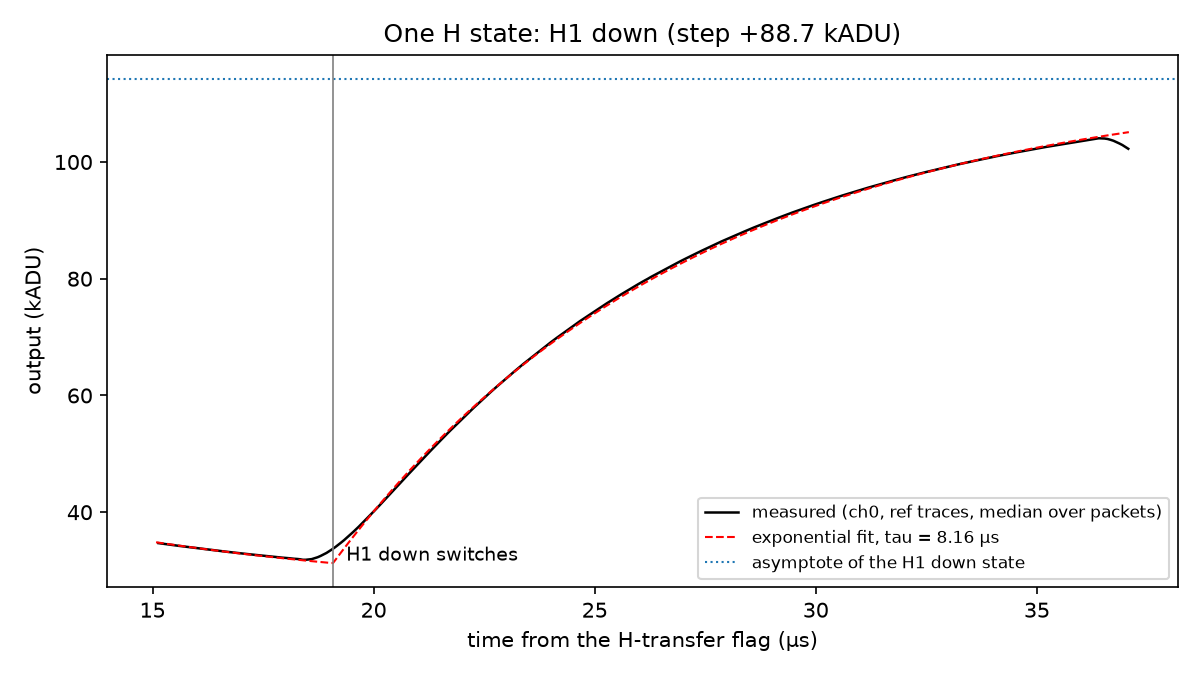 One H state: H1 down (step +88.7 kADU)
output (kADU)
100
80
60
40
H1 down switches
measured (ch0, ref traces, median over packets)
exponential fit, tau = 8.16 µs
asymptote of the H1 down state
15 20 25 30 35
time from the H-transfer flag (µs)